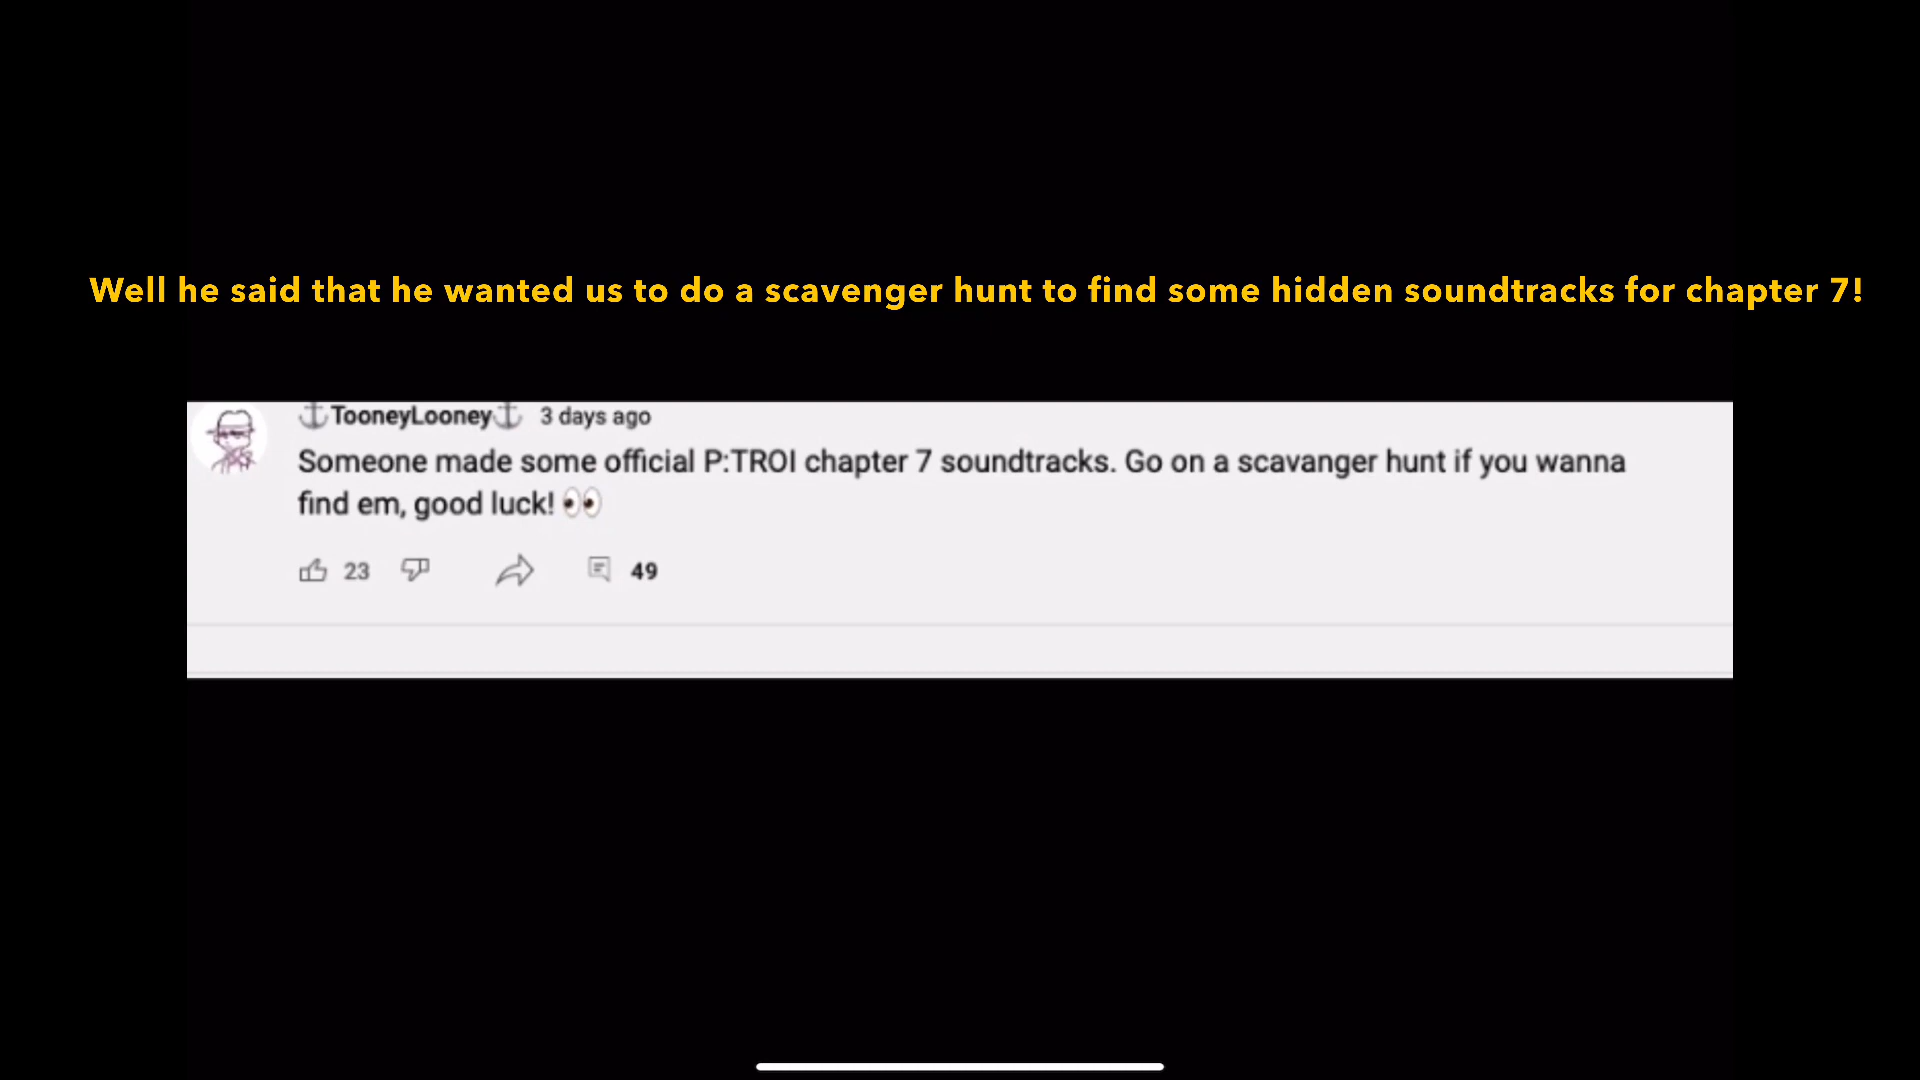 Well he said that he wanted us to do a scavenger hunt to find some hidden soundtracks for chapter 7!
⚓TooneyLooney⚓ 3 days ago
Someone made some official P:TROI chapter 7 soundtracks. Go on a scavanger hunt if you wanna
find em, good luck! 👀
23 49